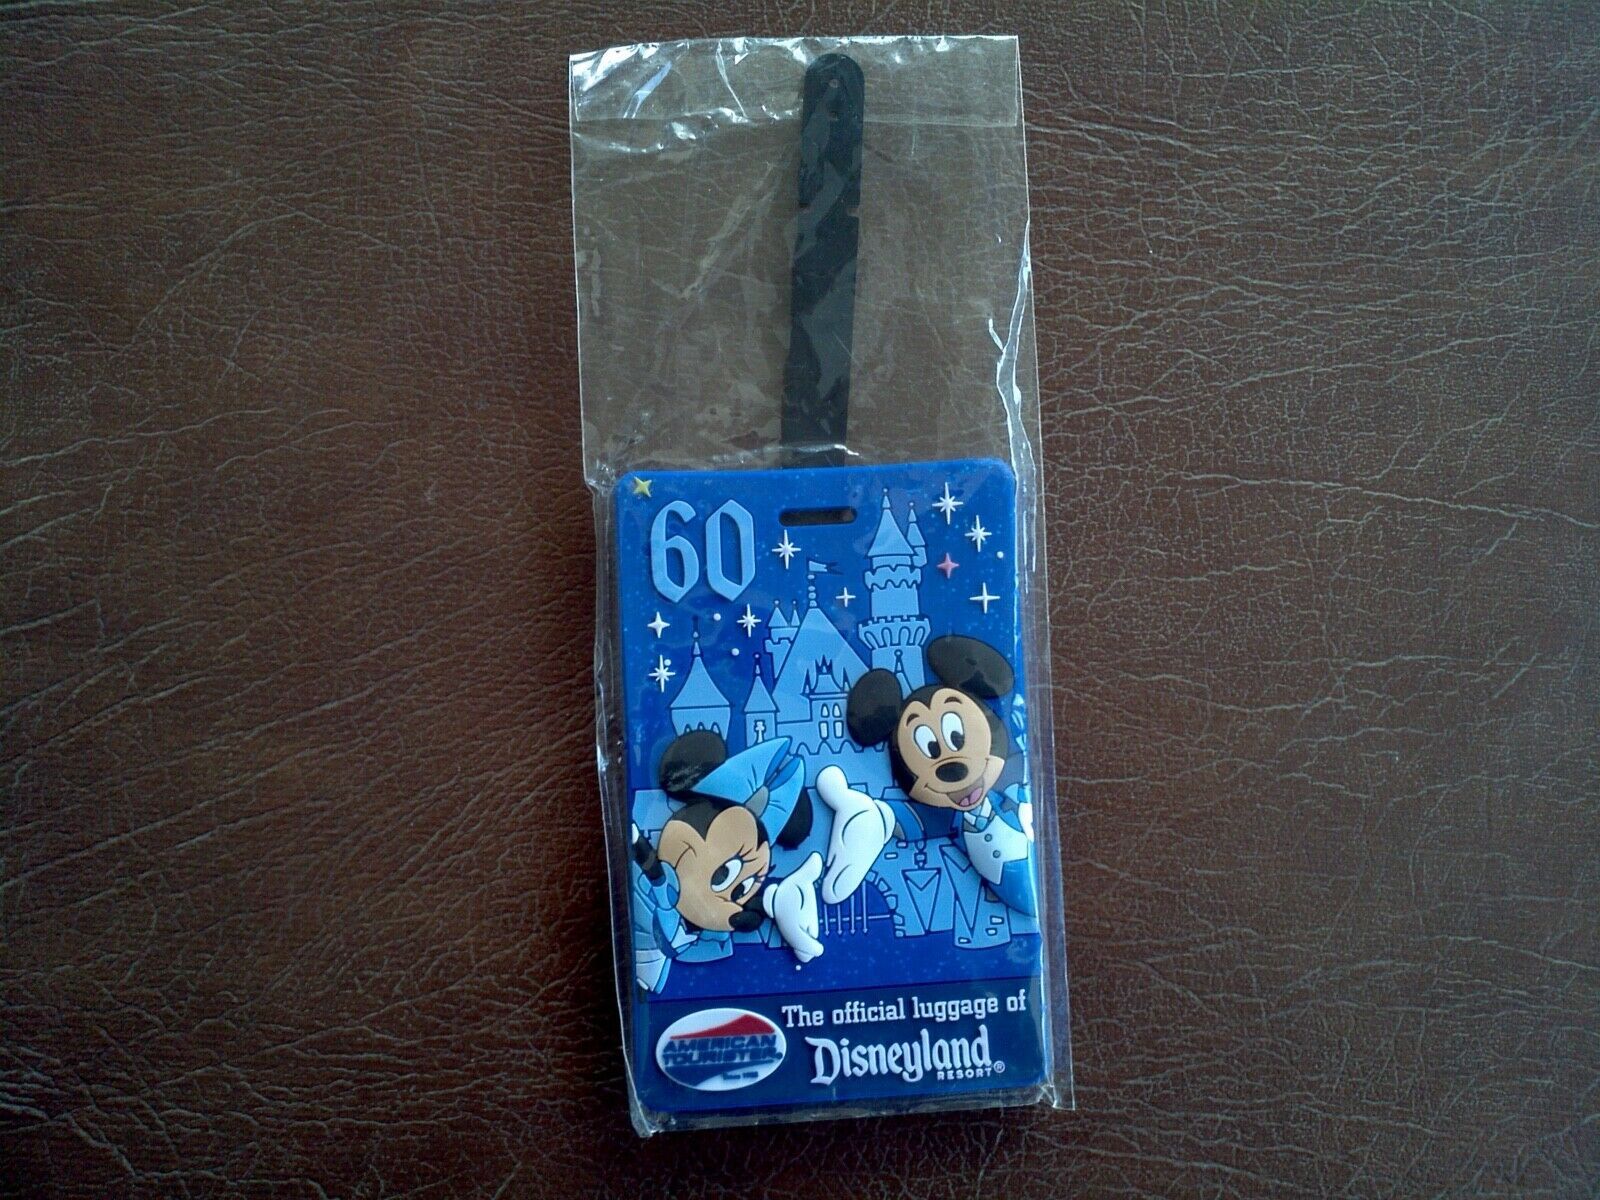 60
The official luggage of
Disneyland
RESORT®
AMERICAN
TOURISTER®